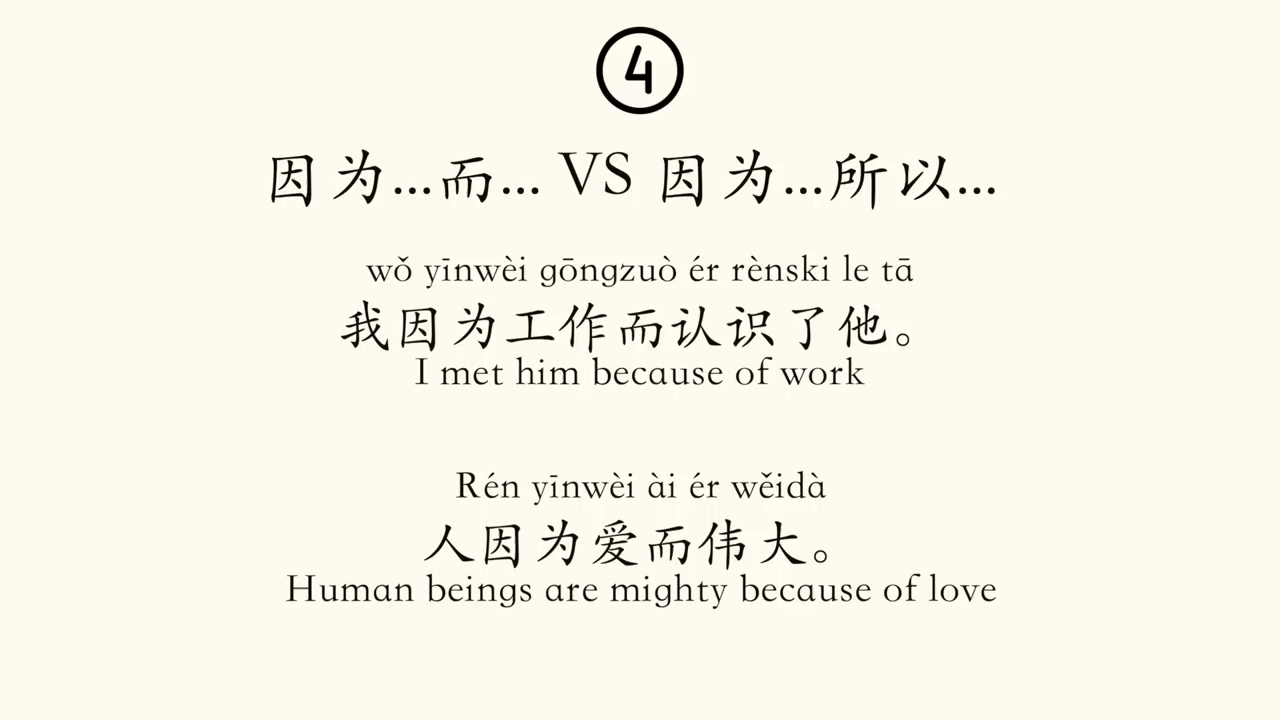 4
因为...而... VS 因为...所以...
wǒ yīnwèi gōngzuò ér rènski le tā
我因为工作而认识了他。
I met him because of work
Rén yīnwèi ài ér wěidà
人因为爱而伟大。
Human beings are mighty because of love